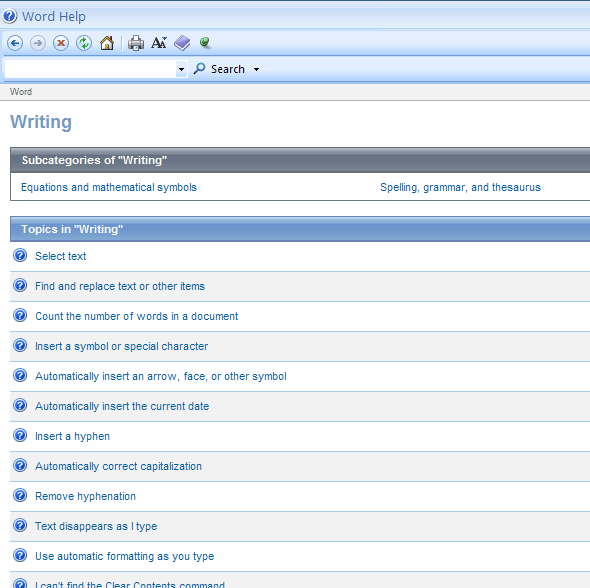 Word Help
Search
Word
Writing
Subcategories of "Writing"
Equations and mathematical symbols Spelling, grammar, and thesaurus
Topics in "Writing"
Select text
Find and replace text or other items
Count the number of words in a document
Insert a symbol or special character
Automatically insert an arrow, face, or other symbol
Automatically insert the current date
Insert a hyphen
Automatically correct capitalization
Remove hyphenation
Text disappears as I type
Use automatic formatting as you type
I can't find the Clear Contents command